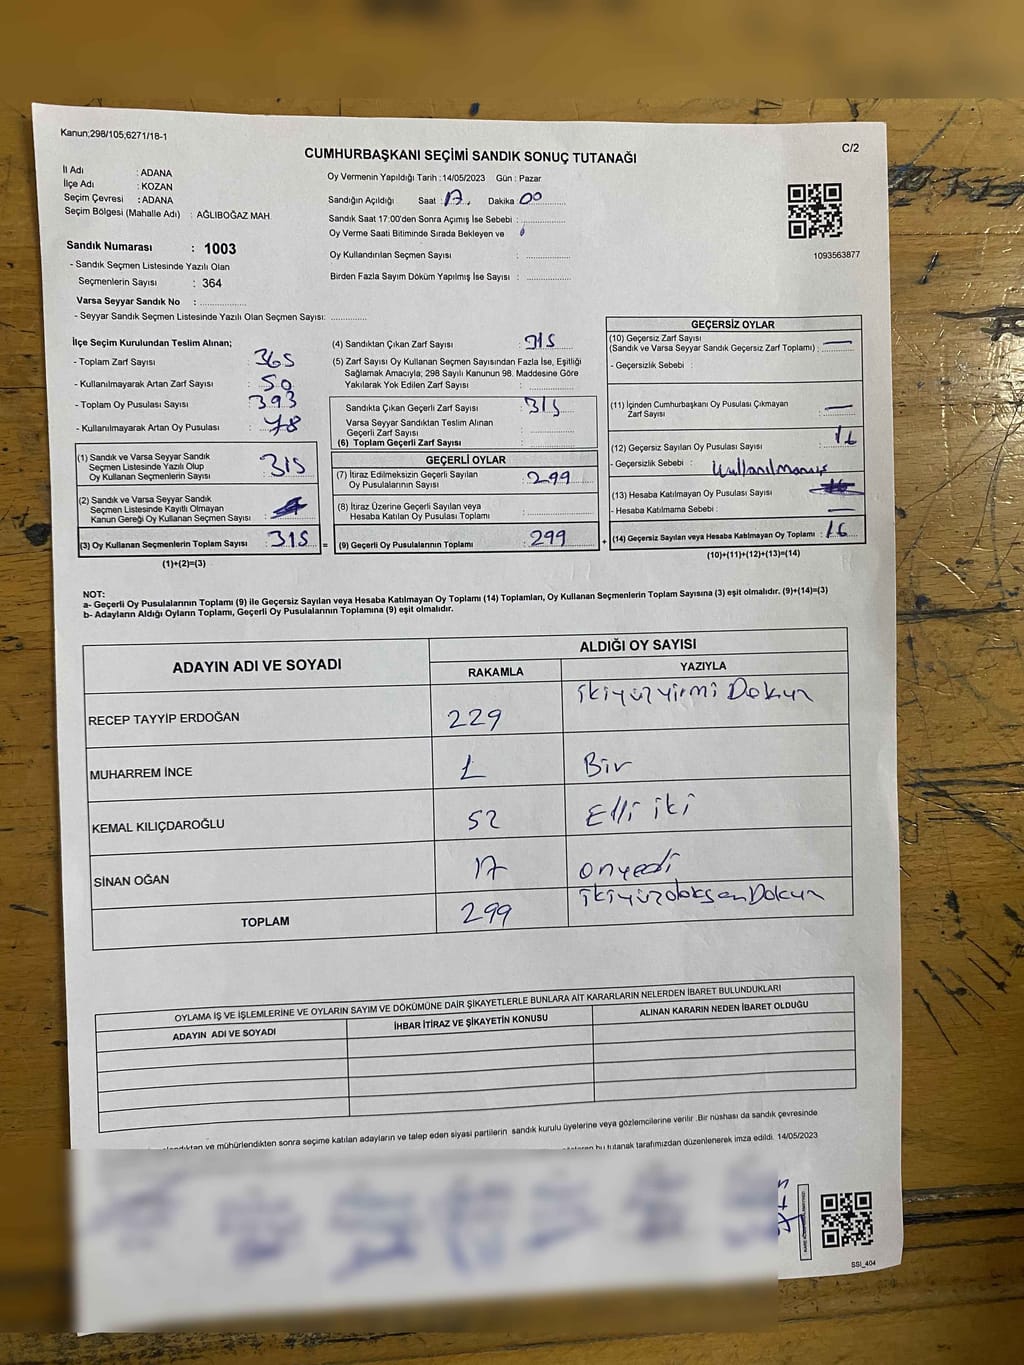 Kanun;298/105,6271/18-1
C/2
CUMHURBAŞKANI SEÇİMİ SANDIK SONUÇ TUTANAĞI
İl Adı : ADANA
İlçe Adı : KOZAN
Seçim Çevresi : ADANA
Seçim Bölgesi (Mahalle Adı) : AĞLIBOĞAZ MAH.
Oy Vermenin Yapıldığı Tarih :14/05/2023 Gün : Pazar
Sandığın Açıldığı Saat : 17. Dakika 00
Sandık Saat 17:00'den Sonra Açımış İse Sebebi :
Oy Verme Saati Bitiminde Sırada Bekleyen ve
Oy Kullandırılan Seçmen Sayısı :
Birden Fazla Sayım Döküm Yapılmış İse Sayısı :
1093563877
Sandık Numarası : 1003
- Sandık Seçmen Listesinde Yazılı Olan
Seçmenlerin Sayısı : 364
Varsa Seyyar Sandık No :
- Seyyar Sandık Seçmen Listesinde Yazılı Olan Seçmen Sayısı:
İlçe Seçim Kurulundan Teslim Alınan;
- Toplam Zarf Sayısı : 365
- Kullanılmayarak Artan Zarf Sayısı : 50
- Toplam Oy Pusulası Sayısı : 393
- Kullanılmayarak Artan Oy Pusulası : 78
(1) Sandık ve Varsa Seyyar Sandık
Seçmen Listesinde Yazılı Olup
Oy Kullanan Seçmenlerin Sayısı : 315
(2) Sandık ve Varsa Seyyar Sandık
Seçmen Listesinde Kayıtlı Olmayan
Kanun Gereği Oy Kullanan Seçmen Sayısı :
(3) Oy Kullanan Seçmenlerin Toplam Sayısı : 315 =
(1)+(2)=(3)
(4) Sandıktan Çıkan Zarf Sayısı : 315
(5) Zarf Sayısı Oy Kullanan Seçmen Sayısından Fazla İse, Eşitliği
Sağlamak Amacıyla; 298 Sayılı Kanunun 98. Maddesine Göre
Yakılarak Yok Edilen Zarf Sayısı :
Sandıkta Çıkan Geçerli Zarf Sayısı : 315
Varsa Seyyar Sandıktan Teslim Alınan
Geçerli Zarf Sayısı :
(6) Toplam Geçerli Zarf Sayısı :
GEÇERLİ OYLAR
(7) İtiraz Edilmeksizin Geçerli Sayılan
Oy Pusulalarının Sayısı : 299
(8) İtiraz Üzerine Geçerli Sayılan veya
Hesaba Katılan Oy Pusulası Toplamı :
(9) Geçerli Oy Pusulalarının Toplamı : 299 +
GEÇERSİZ OYLAR
(10) Geçersiz Zarf Sayısı
(Sandık ve Varsa Seyyar Sandık Geçersiz Zarf Toplamı) : —
- Geçersizlik Sebebi :
(11) İçinden Cumhurbaşkanı Oy Pusulası Çıkmayan
Zarf Sayısı : —
(12) Geçersiz Sayılan Oy Pusulası Sayısı :
- Geçersizlik Sebebi :
(13) Hesaba Katılmayan Oy Pusulası Sayısı :
- Hesaba Katılmama Sebebi : —
(14) Geçersiz Sayılan veya Hesaba Katılmayan Oy Toplamı : 16
(10)+(11)+(12)+(13)=(14)
NOT:
a- Geçerli Oy Pusulalarının Toplamı (9) ile Geçersiz Sayılan veya Hesaba Katılmayan Oy Toplamı (14) Toplamları, Oy Kullanan Seçmenlerin Toplam Sayısına (3) eşit olmalıdır. (9)+(14)=(3)
b- Adayların Aldığı Oyların Toplamı, Geçerli Oy Pusulalarının Toplamına (9) eşit olmalıdır.
ADAYIN ADI VE SOYADI
ALDIĞI OY SAYISI
RAKAMLA YAZIYLA
RECEP TAYYİP ERDOĞAN 229 ikiyüzyirmi Dokuz
MUHARREM İNCE 1 Bir
KEMAL KILIÇDAROĞLU 52 Elli iki
SİNAN OĞAN 17 onyedi
TOPLAM 299 ikiyüzdoksan Dokuz
OYLAMA İŞ VE İŞLEMLERİNE VE OYLARIN SAYIM VE DÖKÜMÜNE DAİR ŞİKAYETLERLE BUNLARA AİT KARARLARIN NELERDEN İBARET BULUNDUKLARI
ADAYIN ADI VE SOYADI İHBAR İTİRAZ VE ŞİKAYETİN KONUSU ALINAN KARARIN NEDEN İBARET OLDUĞU
ve mühürlendikten sonra seçime katılan adayların ve talep eden siyasi partilerin sandık kurulu üyelerine veya gözlemcilerine verilir .Bir nüshası da sandık çevresinde
bu tutanak tarafımızdan düzenlenerek imza edildi. 14/05/2023
SSI_404